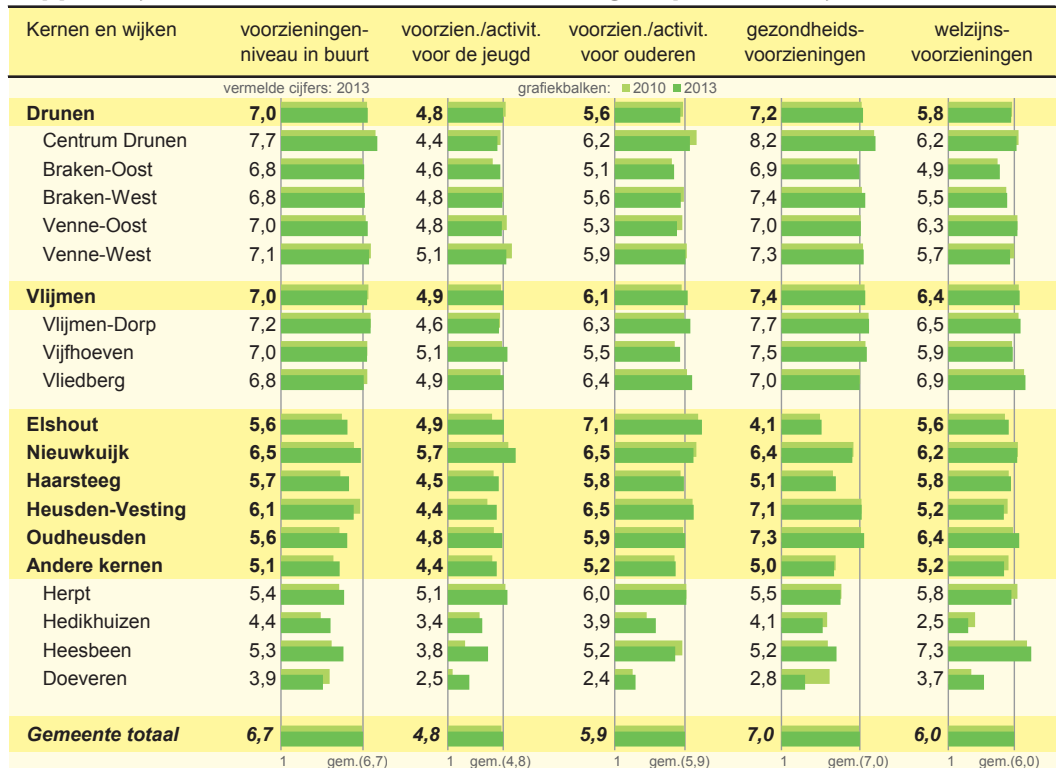 Kernen en wijken voorzieningen- voorzien./activit. voorzien./activit. gezondheids- welzijns-
niveau in buurt voor de jeugd voor ouderen voorzieningen voorzieningen
vermelde cijfers: 2013 grafiekbalken: 2010 2013
Drunen 7,0 4,8 5,6 7,2 5,8
Centrum Drunen 7,7 4,4 6,2 8,2 6,2
Braken-Oost 6,8 4,6 5,1 6,9 4,9
Braken-West 6,8 4,8 5,6 7,4 5,5
Venne-Oost 7,0 4,8 5,3 7,0 6,3
Venne-West 7,1 5,1 5,9 7,3 5,7
Vlijmen 7,0 4,9 6,1 7,4 6,4
Vlijmen-Dorp 7,2 4,6 6,3 7,7 6,5
Vijfhoeven 7,0 5,1 5,5 7,5 5,9
Vliedberg 6,8 4,9 6,4 7,0 6,9
Elshout 5,6 4,9 7,1 4,1 5,6
Nieuwkuijk 6,5 5,7 6,5 6,4 6,2
Haarsteeg 5,7 4,5 5,8 5,1 5,8
Heusden-Vesting 6,1 4,4 6,5 7,1 5,2
Oudheusden 5,6 4,8 5,9 7,3 6,4
Andere kernen 5,1 4,4 5,2 5,0 5,2
Herpt 5,4 5,1 6,0 5,5 5,8
Hedikhuizen 4,4 3,4 3,9 4,1 2,5
Heesbeen 5,3 3,8 5,2 5,2 7,3
Doeveren 3,9 2,5 2,4 2,8 3,7
Gemeente totaal 6,7 4,8 5,9 7,0 6,0
1 gem.(6,7) 1 gem.(4,8) 1 gem.(5,9) 1 gem.(7,0) 1 gem.(6,0)